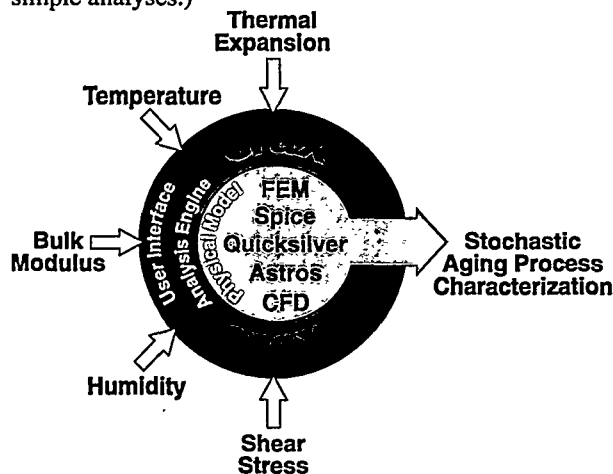 simple analyses.)
Thermal
Expansion
Temperature
User Interface
Analysis Engine
Physical Model
FEM
Spice
Quicksilver
Astros
CFD
Bulk
Modulus
Stochastic
Aging Process
Characterization
Humidity
Shear
Stress